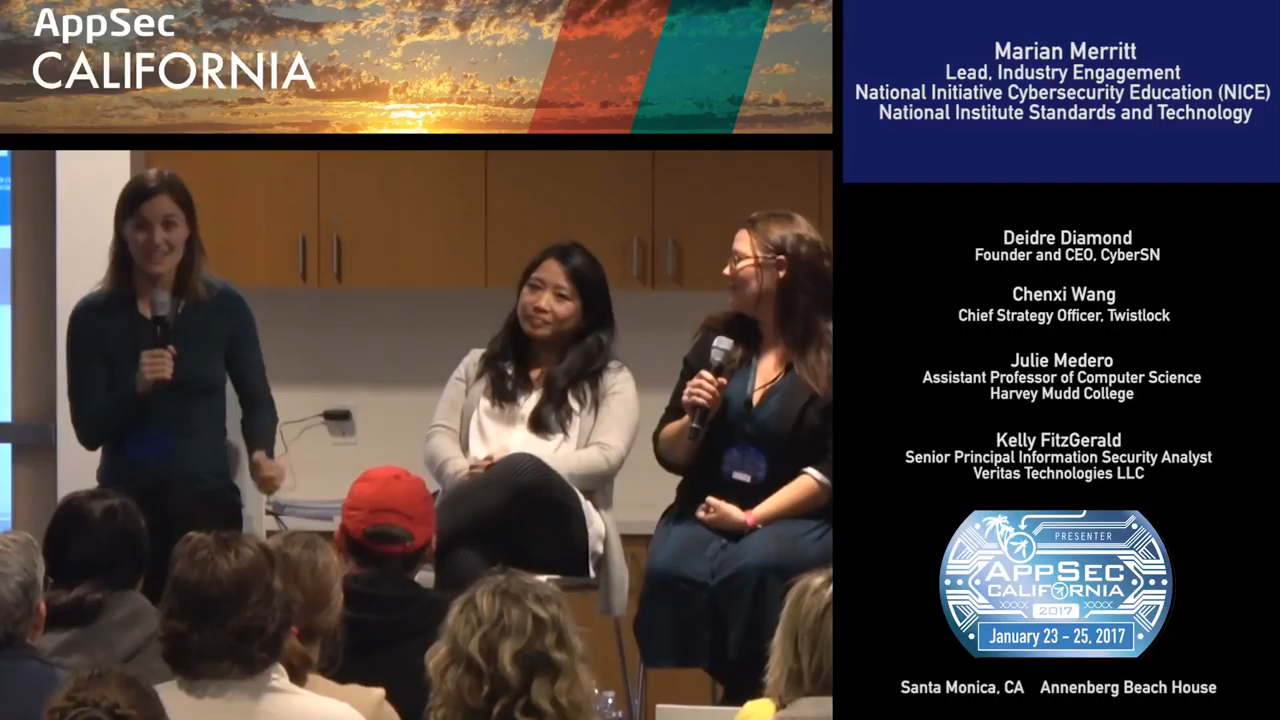 AppSec
CALIFORNIA
Marian Merritt
Lead, Industry Engagement
National Initiative Cybersecurity Education (NICE)
National Institute Standards and Technology
Deidre Diamond
Founder and CEO, CyberSN
Chenxi Wang
Chief Strategy Officer, Twistlock
Julie Medero
Assistant Professor of Computer Science
Harvey Mudd College
Kelly FitzGerald
Senior Principal Information Security Analyst
Veritas Technologies LLC
PRESENTER
APPSEC
CALIFORNIA
2017
January 23 - 25, 2017
Santa Monica, CA Annenberg Beach House